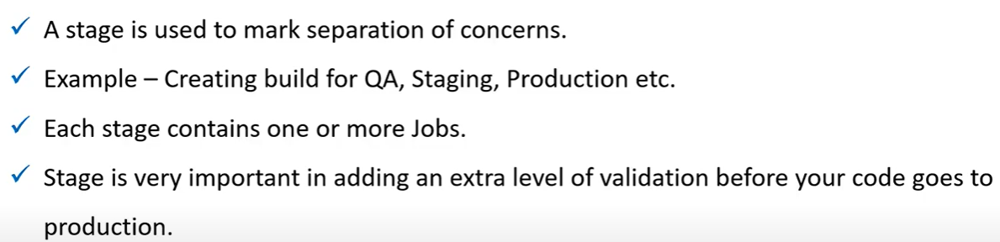 ✓ A stage is used to mark separation of concerns.
✓ Example – Creating build for QA, Staging, Production etc.
✓ Each stage contains one or more Jobs.
✓ Stage is very important in adding an extra level of validation before your code goes to
production.